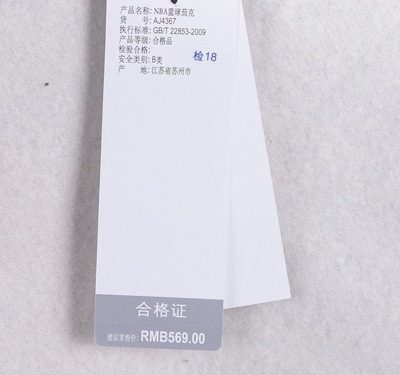 产品名称: NBA篮球茄克
货　　号: AJ4367
执行标准: GB/T 22853-2009
产品等级: 合格品
检验合格: 检18
安全类别: B类
产　　地: 江苏省苏州市
合格证
建议零售价: RMB569.00